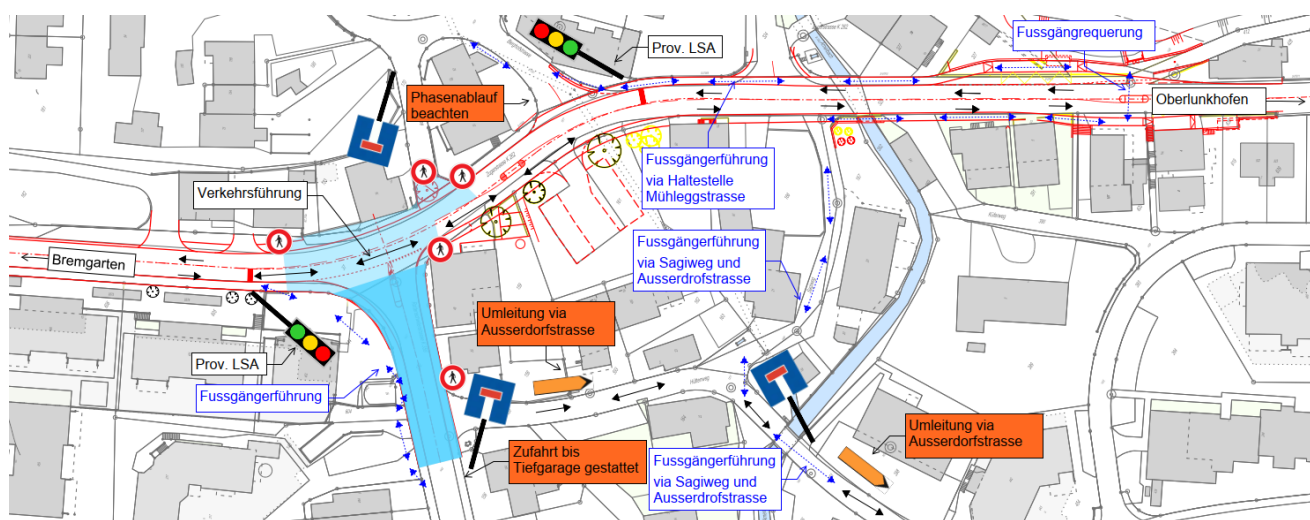 Prov. LSA
Fussgängrequerung
Phasenablauf
beachten
Oberlunkhofen
Fussgängerführung
via Haltestelle
Mühleggstrasse
Verkehrsführung
Bremgarten
Fussgängerführung
via Sagiweg und
Ausserdrofstrasse
Umleitung via
Ausserdorfstrasse
Prov. LSA
Fussgängerführung
Umleitung via
Ausserdorfstrasse
Zufahrt bis
Tiefgarage gestattet
Fussgängerführung
via Sagiweg und
Ausserdrofstrasse